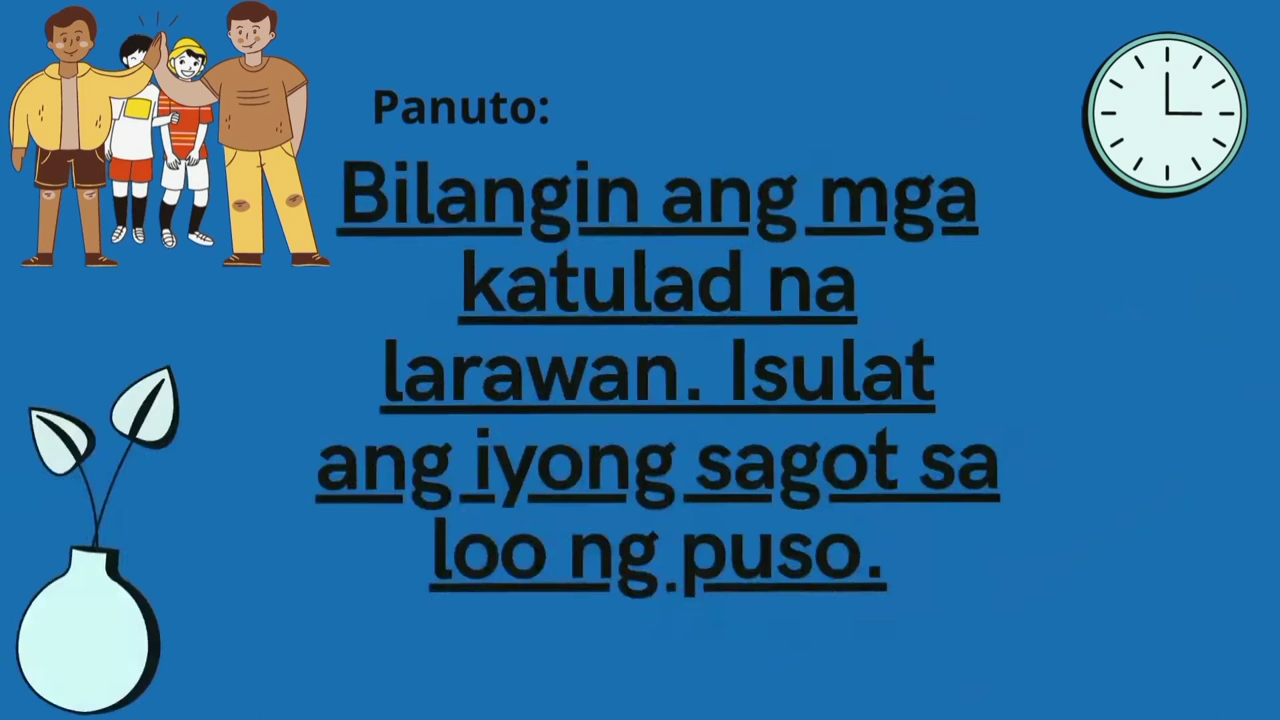 Panuto:
Bilangin ang mga
katulad na
larawan. Isulat
ang iyong sagot sa
loo ng puso.